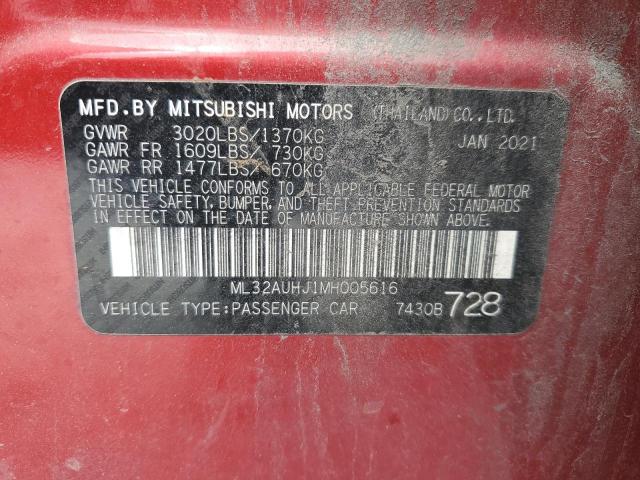 MFD.BY MITSUBISHI MOTORS (THAILAND) CO., LTD.
GVWR 3020LBS/1370KG JAN 2021
GAWR FR 1609LBS/ 730KG
GAWR RR 1477LBS/ 670KG
THIS VEHICLE CONFORMS TO ALL APPLICABLE FEDERAL MOTOR
VEHICLE SAFETY, BUMPER, AND THEFT PREVENTION STANDARDS
IN EFFECT ON THE DATE OF MANUFACTURE SHOWN ABOVE.
ML32AUHJ1MH005616
VEHICLE TYPE:PASSENGER CAR 7430B 728